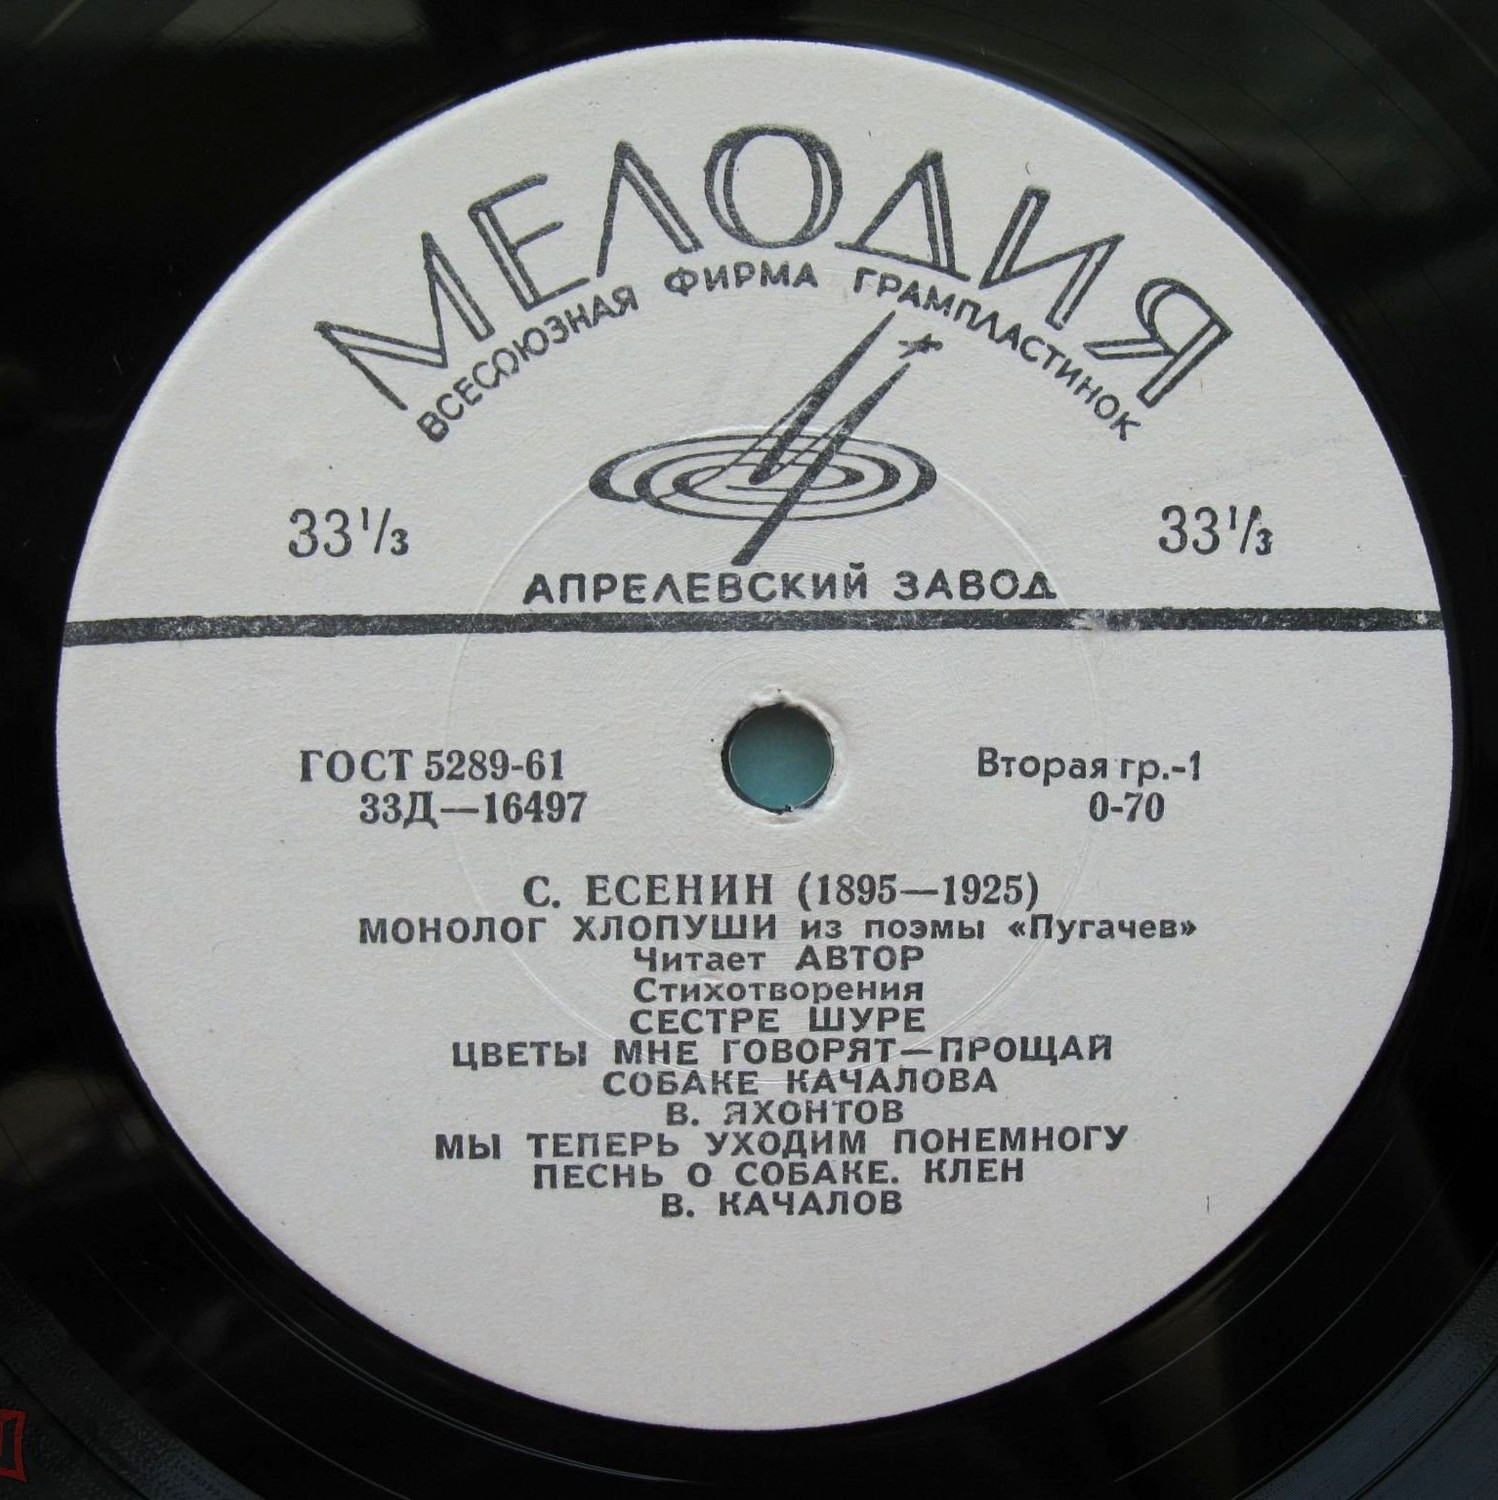 МЕЛОДИЯ
ВСЕСОЮЗНАЯ ФИРМА ГРАМПЛАСТИНОК
33⅓ 33⅓
АПРЕЛЕВСКИЙ ЗАВОД
ГОСТ 5289-61 Вторая гр.-1
33Д—16497 0-70
С. ЕСЕНИН (1895—1925)
МОНОЛОГ ХЛОПУШИ из поэмы «Пугачев»
Читает АВТОР
Стихотворения
СЕСТРЕ ШУРЕ
ЦВЕТЫ МНЕ ГОВОРЯТ—ПРОЩАЙ
СОБАКЕ КАЧАЛОВА
В. ЯХОНТОВ
МЫ ТЕПЕРЬ УХОДИМ ПОНЕМНОГУ
ПЕСНЬ О СОБАКЕ. КЛЕН
В. КАЧАЛОВ